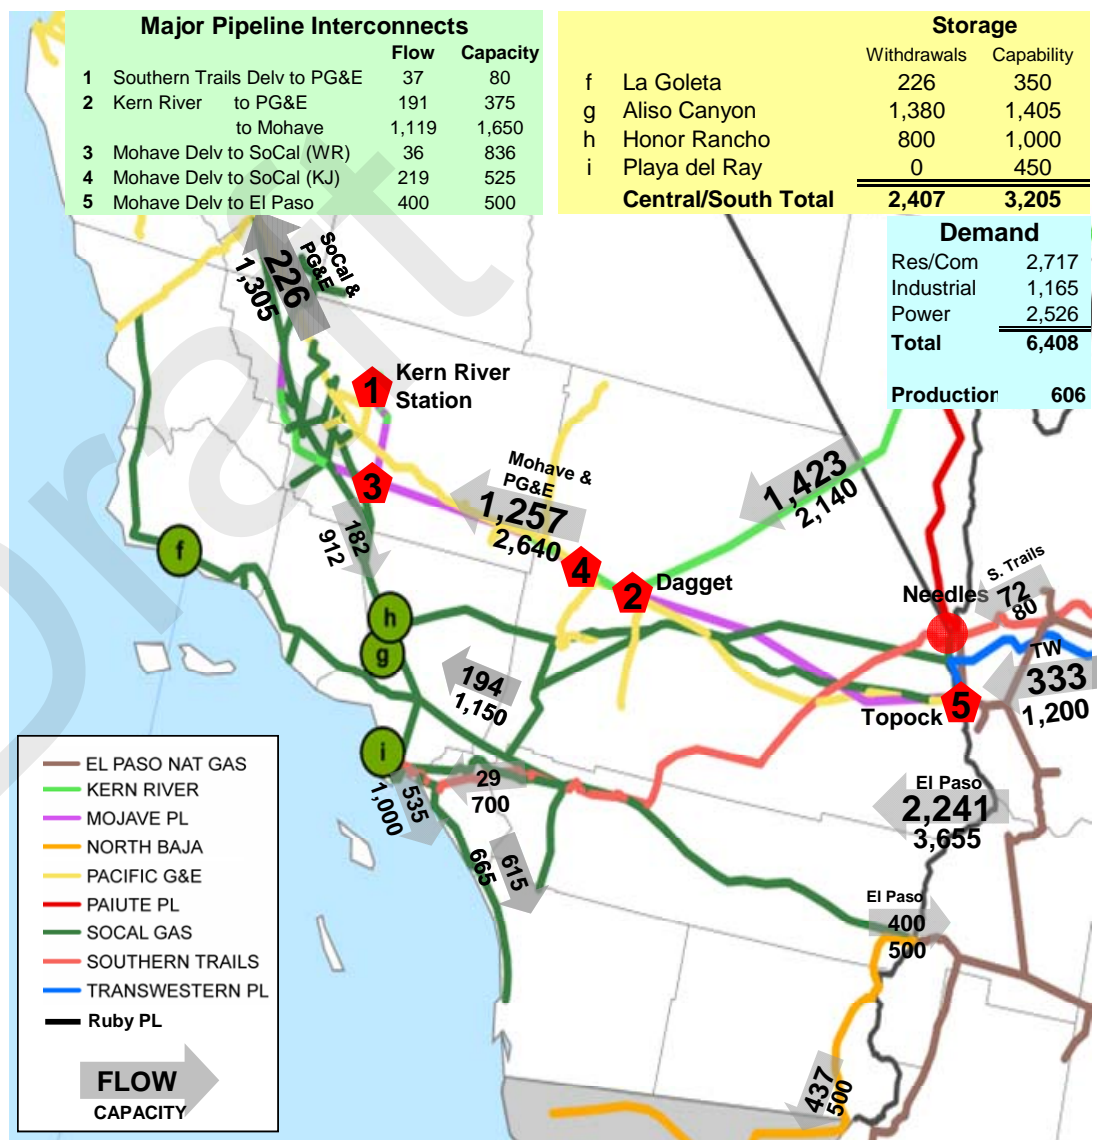 Major Pipeline Interconnects
Flow Capacity
1 Southern Trails Delv to PG&E 37 80
2 Kern River to PG&E 191 375
to Mohave 1,119 1,650
3 Mohave Delv to SoCal (WR) 36 836
4 Mohave Delv to SoCal (KJ) 219 525
5 Mohave Delv to El Paso 400 500
Storage
Withdrawals Capability
f La Goleta 226 350
g Aliso Canyon 1,380 1,405
h Honor Rancho 800 1,000
i Playa del Ray 0 450
Central/South Total 2,407 3,205
Demand
Res/Com 2,717
Industrial 1,165
Power 2,526
Total 6,408
Production 606
Draft
SoCal &
PG&E
226
1,305
1
Kern River
Station
3
Mohave &
PG&E
1,257
2,640
1,423
2,140
182
912
4
2
Dagget
f
h
g
i
Needles
S. Trails
72
80
TW
333
1,200
Topock
5
194
1,150
29
700
535
1,000
El Paso
2,241
3,655
615
665
El Paso
400
500
437
500
EL PASO NAT GAS
KERN RIVER
MOJAVE PL
NORTH BAJA
PACIFIC G&E
PAIUTE PL
SOCAL GAS
SOUTHERN TRAILS
TRANSWESTERN PL
Ruby PL
FLOW
CAPACITY